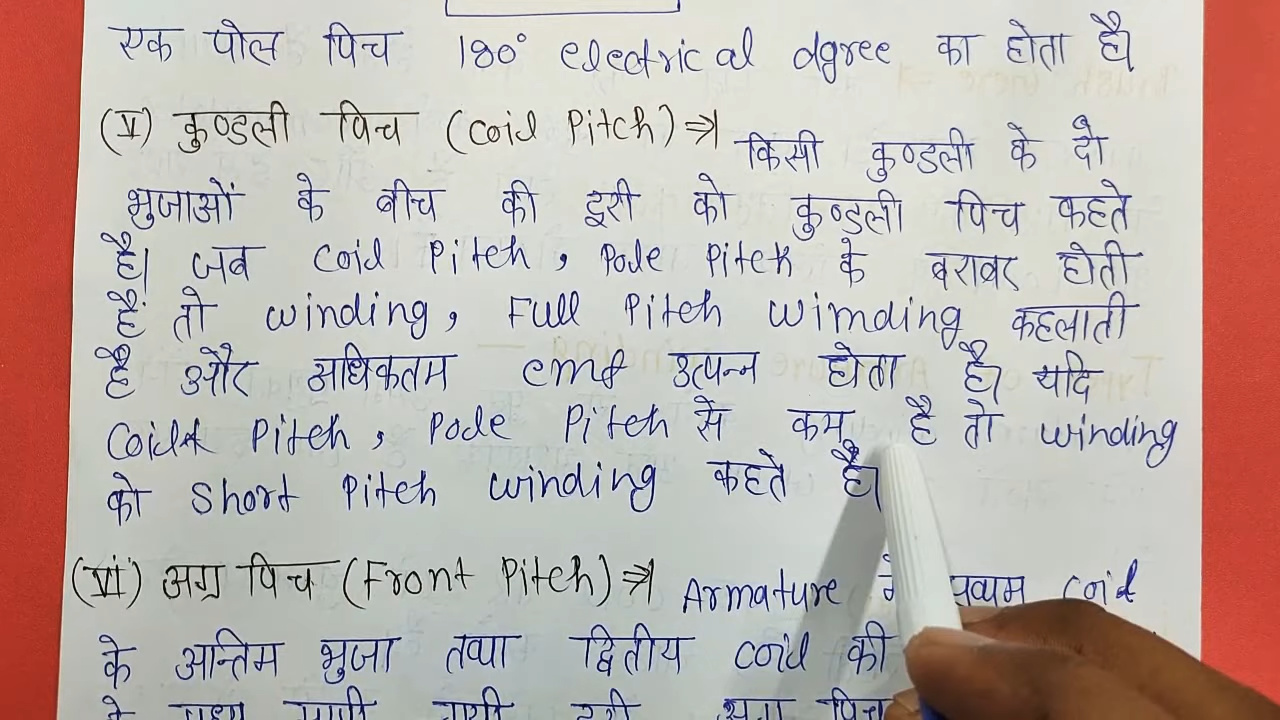 एक पोल पिच 180° electrical dgree का होता है।
(V) कुण्डली पिच (Coil Pitch) ⇒ किसी कुण्डली के दो
भुजाओं के बीच की दूरी को कुण्डली पिच कहते
है। जब Coil Pitch, Pole Pitch के बराबर होती
हैं तो winding, Full Pitch Winding कहलाती
है और अधिकतम emf उत्पन्न होता है। यदि
Coil Pitch, Pole Pitch से कम है तो winding
को Short Pitch winding कहते है।
(VI) अग्र पिच (Front Pitch) ⇒ Armature प्रथम Coil
के अन्तिम भुजा तथा द्वितीय Coil की